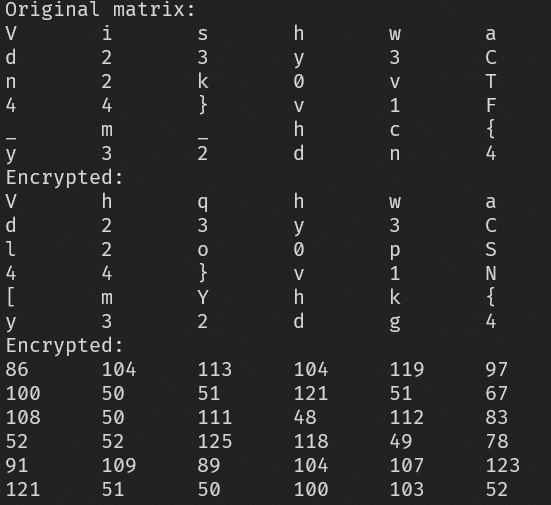 Original matrix:
V i s h w a
d 2 3 y 3 C
n 2 k 0 v T
4 4 } v 1 F
_ m _ h c {
y 3 2 d n 4
Encrypted:
V h q h w a
d 2 3 y 3 C
l 2 o 0 p S
4 4 } v 1 N
[ m Y h k {
y 3 2 d g 4
Encrypted:
86 104 113 104 119 97
100 50 51 121 51 67
108 50 111 48 112 83
52 52 125 118 49 78
91 109 89 104 107 123
121 51 50 100 103 52